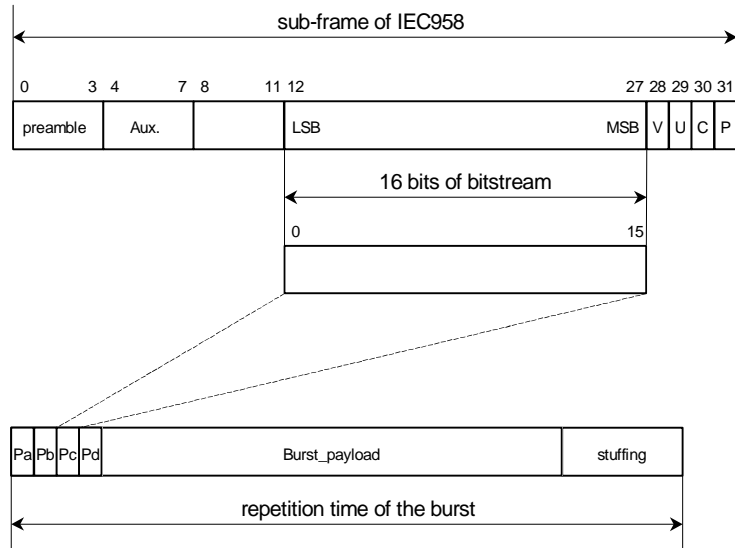 sub-frame of IEC958
0 3 4 7 8 11 12 27 28 29 30 31
preamble Aux. LSB MSB V U C P
16 bits of bitstream
0 15
Pa Pb Pc Pd Burst_payload stuffing
repetition time of the burst